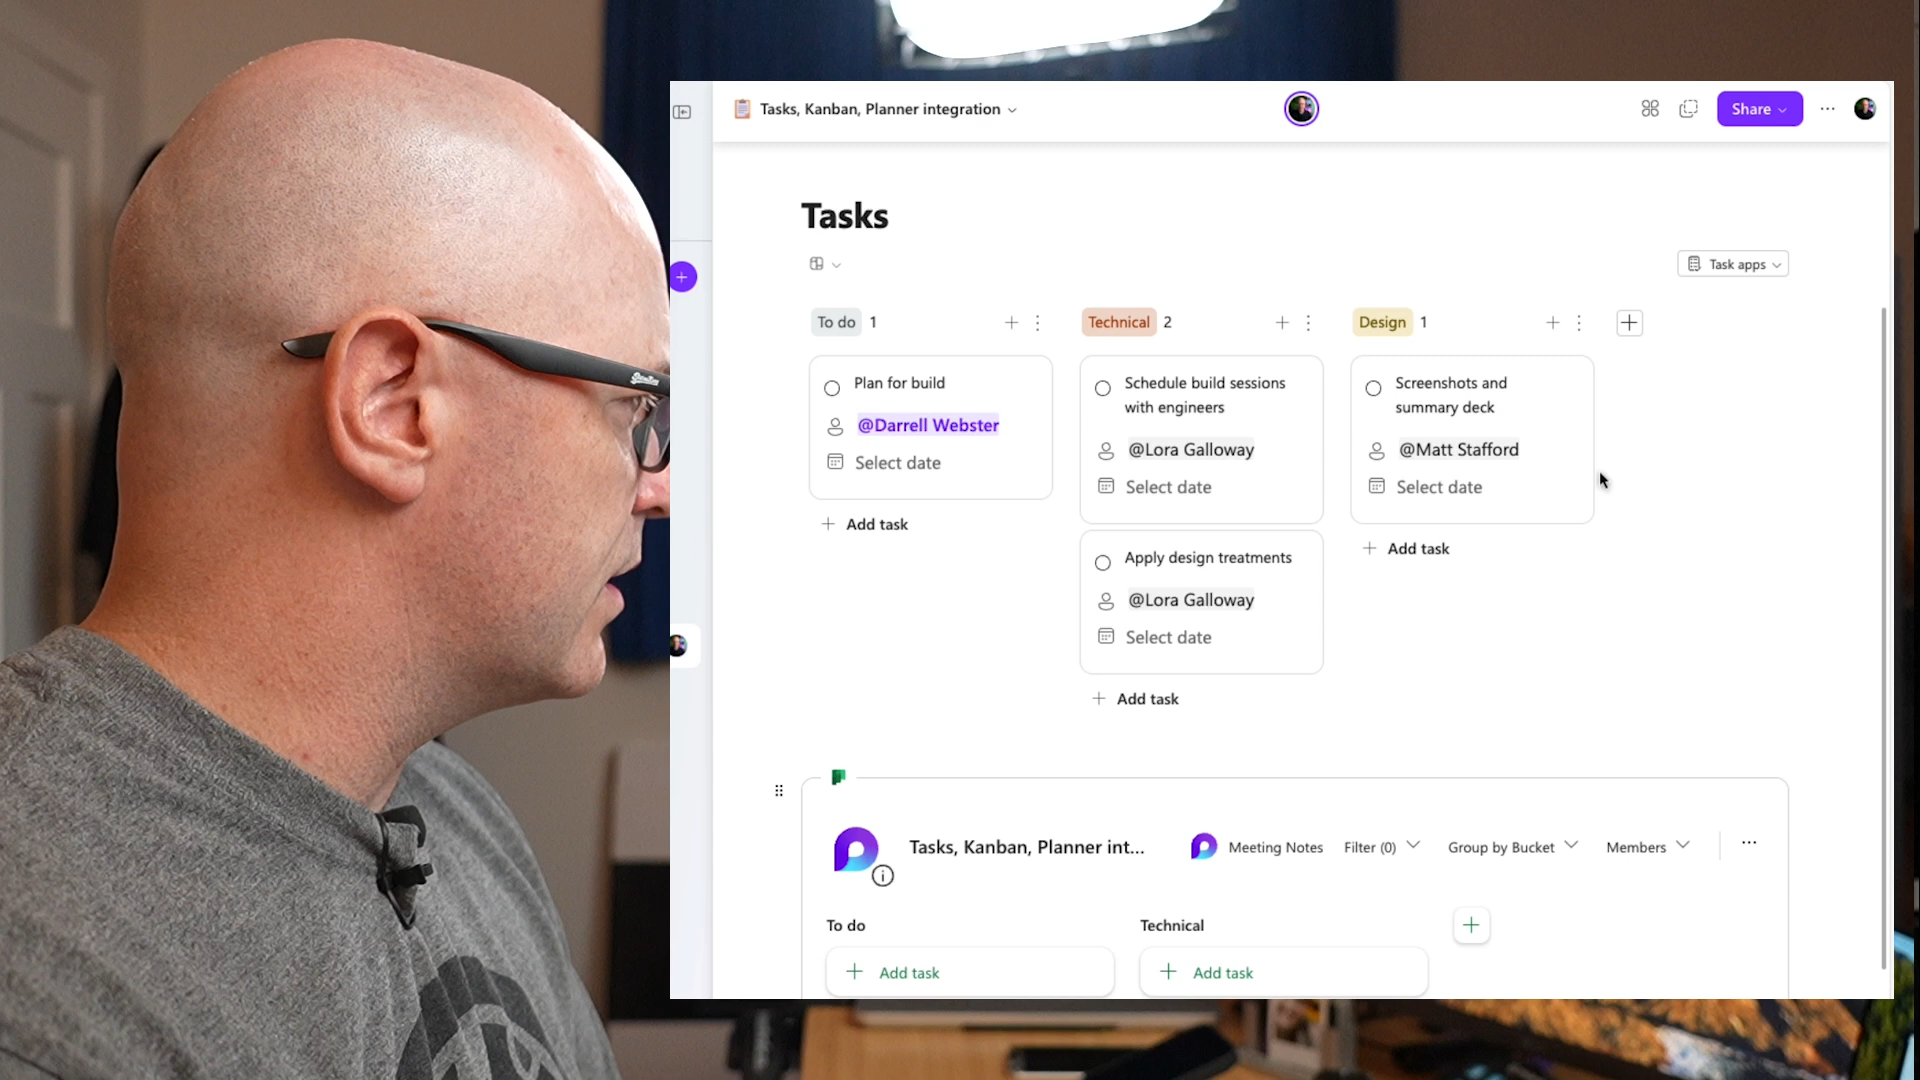 Tasks, Kanban, Planner integration
Share
Tasks
Task apps
To do 1
Technical 2
Design 1
Plan for build
@Darrell Webster
Select date
Add task
Schedule build sessions
with engineers
@Lora Galloway
Select date
Apply design treatments
@Lora Galloway
Select date
Add task
Screenshots and
summary deck
@Matt Stafford
Select date
Add task
Tasks, Kanban, Planner int...
Meeting Notes
Filter (0)
Group by Bucket
Members
To do
Technical
Add task
Add task